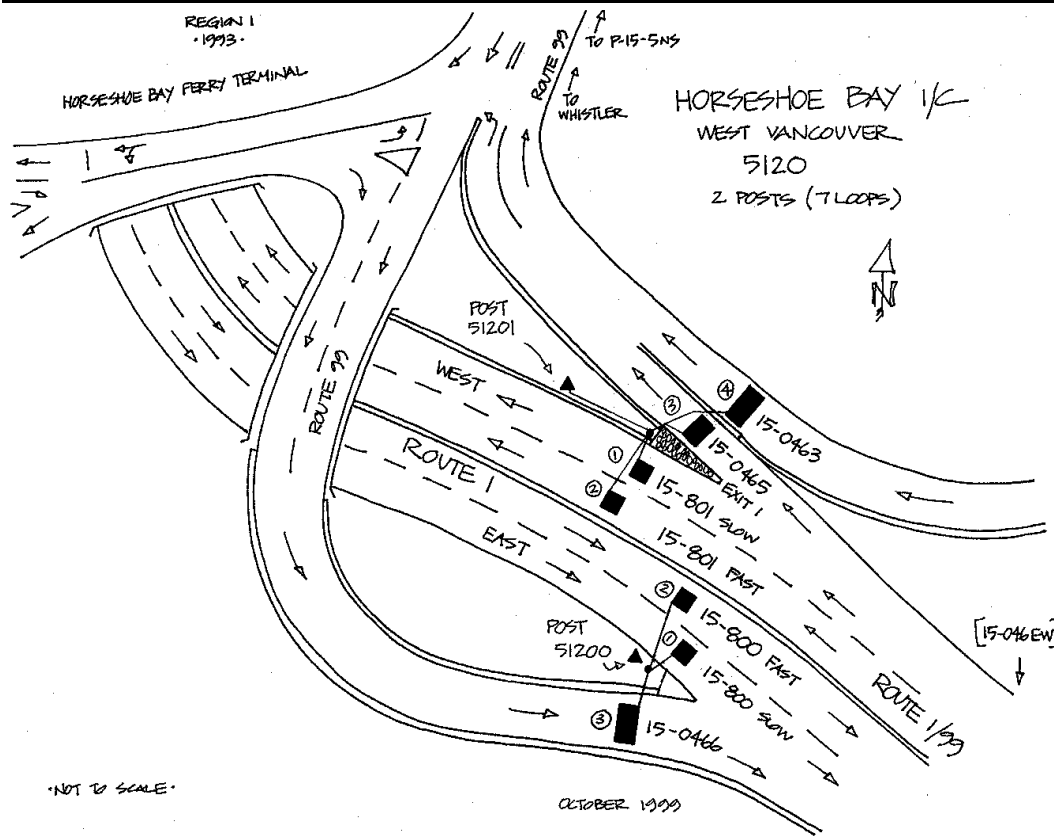 REGION 1
·1993·
HORSESHOE BAY FERRY TERMINAL
ROUTE 99
TO P-15-5NS
TO
WHISTLER
HORSESHOE BAY I/C
WEST VANCOUVER
5120
2 POSTS (7 LOOPS)
N
POST
51201
WEST
ROUTE 99
ROUTE 1
EAST
④
15-0463
③
15-0465
EXIT 1
①
15-801 SLOW
②
15-801 FAST
②
15-800 FAST
①
15-800 SLOW
POST
51200
③
15-0466
[15-046EW]
ROUTE 1/99
·NOT TO SCALE·
OCTOBER 1999